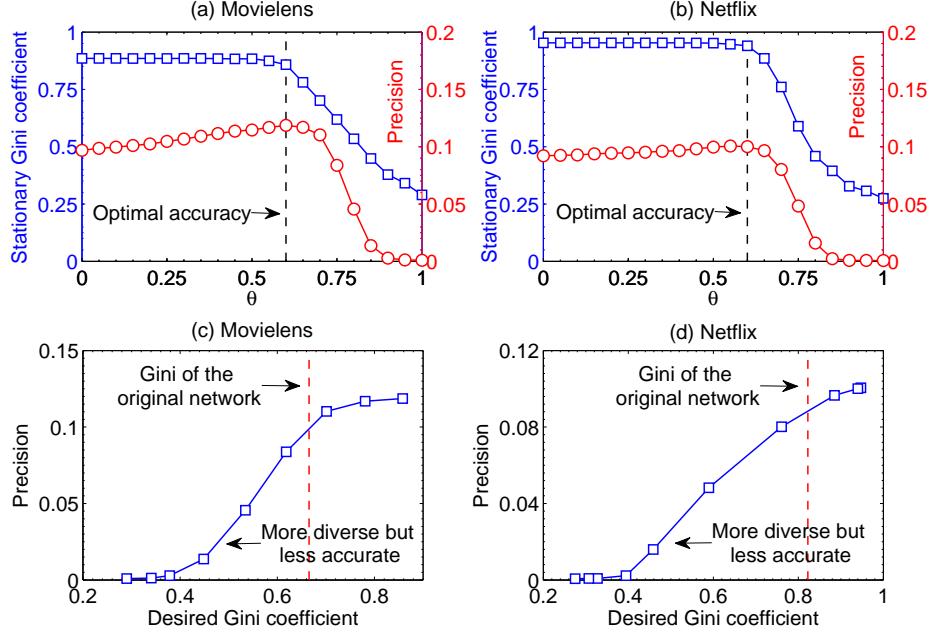 (a) Movielens
Stationary Gini coefficient
1
0.75
0.5
0.25
0
0.2
0.15
0.1
0.05
0
Precision
Optimal accuracy
0
0.25
0.5
0.75
1
θ
(b) Netflix
Stationary Gini coefficient
1
0.75
0.5
0.25
0
0.2
0.15
0.1
0.05
0
Precision
Optimal accuracy
0
0.25
0.5
0.75
1
θ
(c) Movielens
Precision
0.15
0.1
0.05
0
Gini of the
original network
More diverse but
less accurate
0.2
0.4
0.6
0.8
Desired Gini coefficient
(d) Netflix
Precision
0.12
0.08
0.04
0
Gini of the
original network
More diverse but
less accurate
0.2
0.4
0.6
0.8
1
Desired Gini coefficient